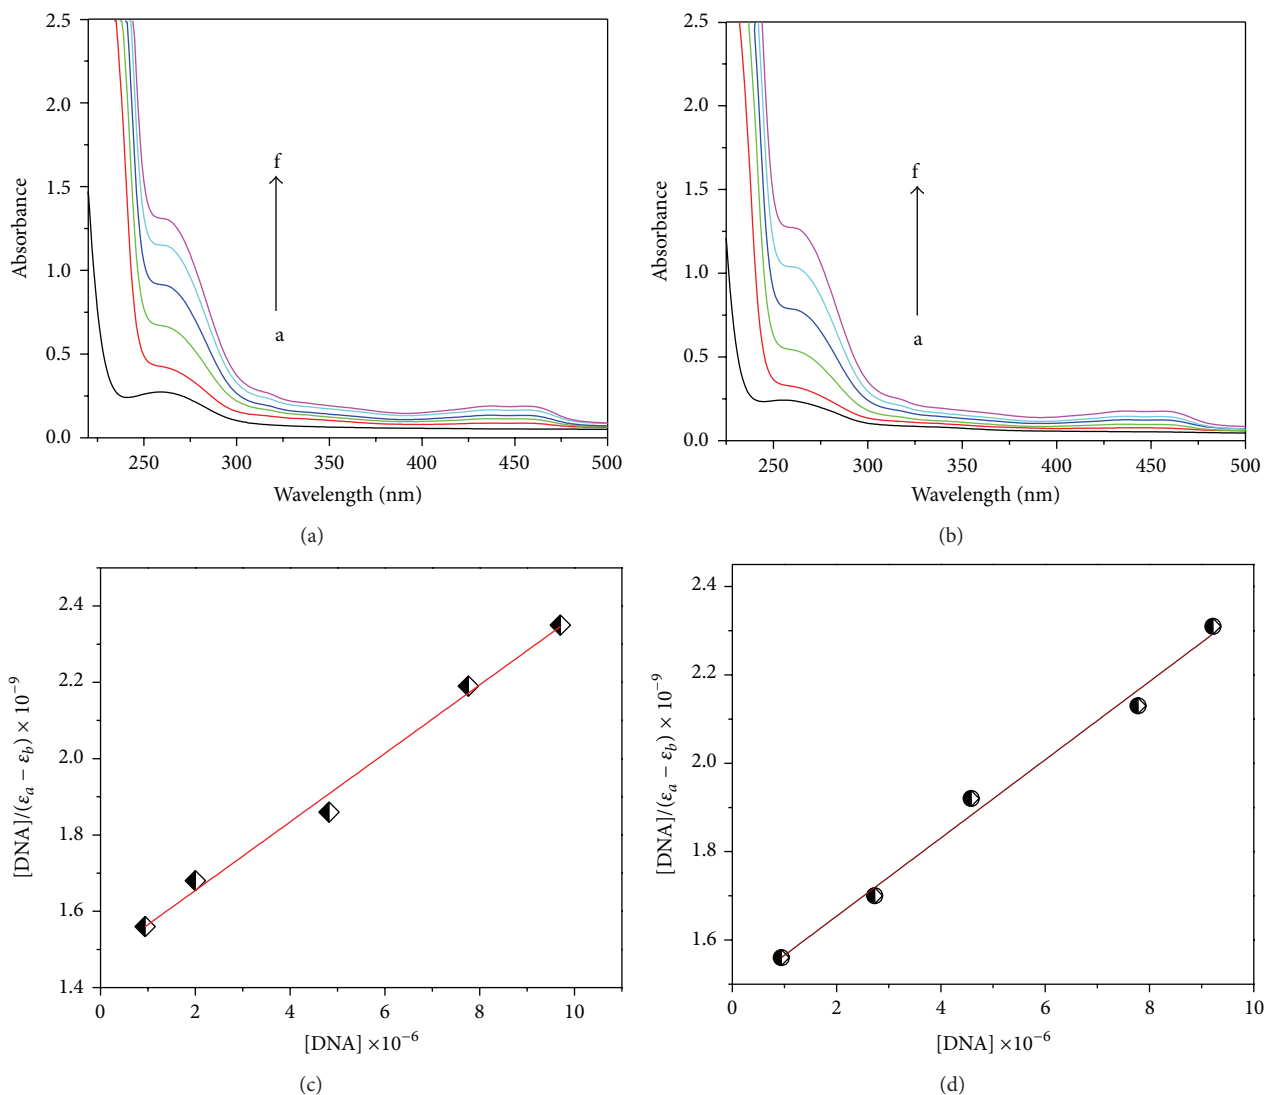 2.5
2.0
1.5
1.0
0.5
0.0
Absorbance
f
a
250 300 350 400 450 500
Wavelength (nm)
(a)
2.5
2.0
1.5
1.0
0.5
0.0
Absorbance
f
a
250 300 350 400 450 500
Wavelength (nm)
(b)
2.4
2.2
2.0
1.8
1.6
1.4
[DNA]/(εa − εb) × 10−9
0 2 4 6 8 10
[DNA] ×10−6
(c)
2.4
2.2
2.0
1.8
1.6
[DNA]/(εa − εb) × 10−9
0 2 4 6 8 10
[DNA] ×10−6
(d)